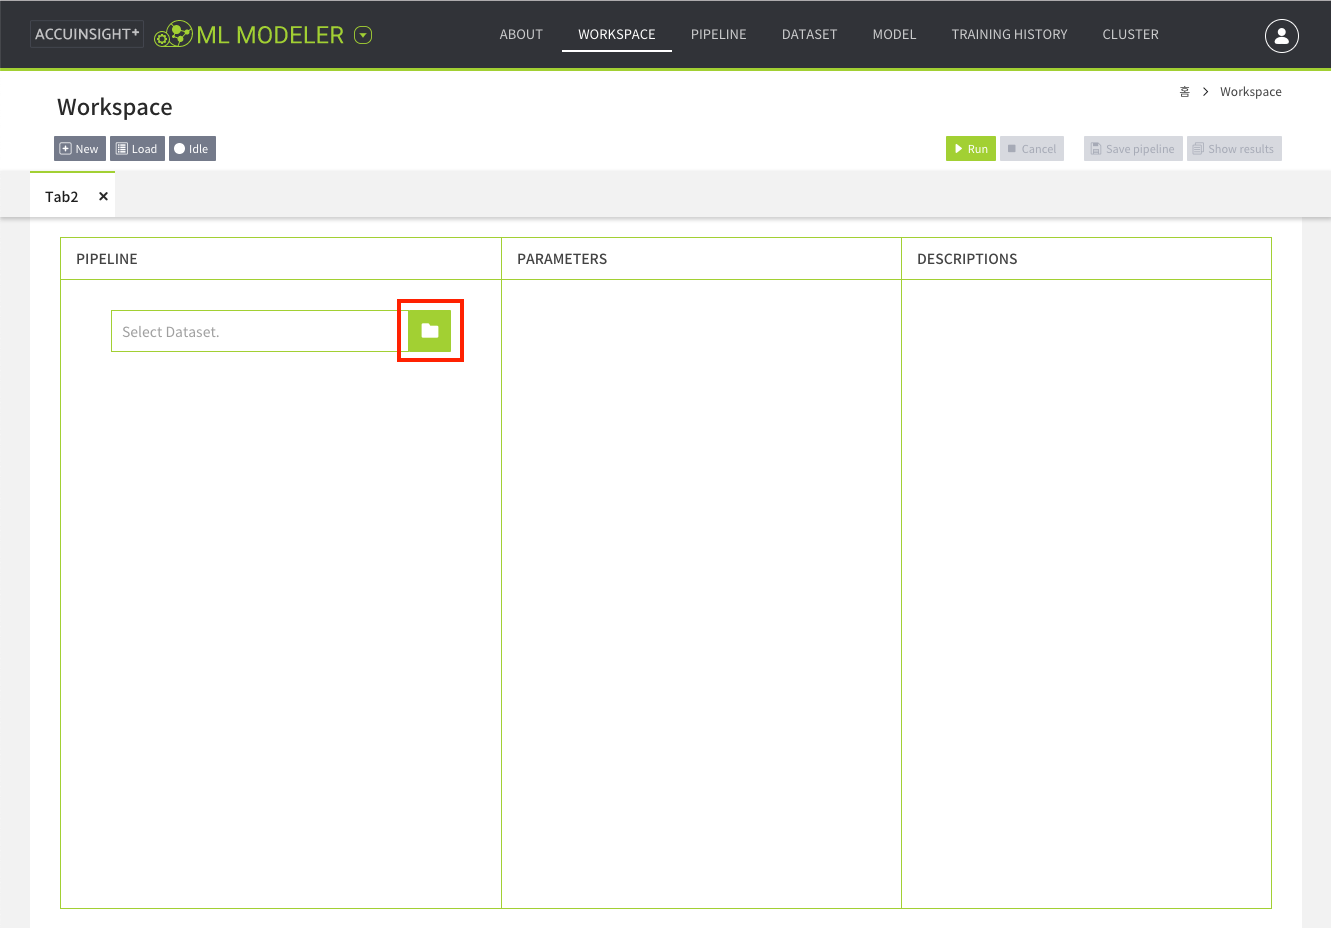 ACCUINSIGHT+ ML MODELER ABOUT WORKSPACE PIPELINE DATASET MODEL TRAINING HISTORY CLUSTER
홈 > Workspace
Workspace
New Load Idle Run Cancel Save pipeline Show results
Tab2 ×
PIPELINE PARAMETERS DESCRIPTIONS
Select Dataset.